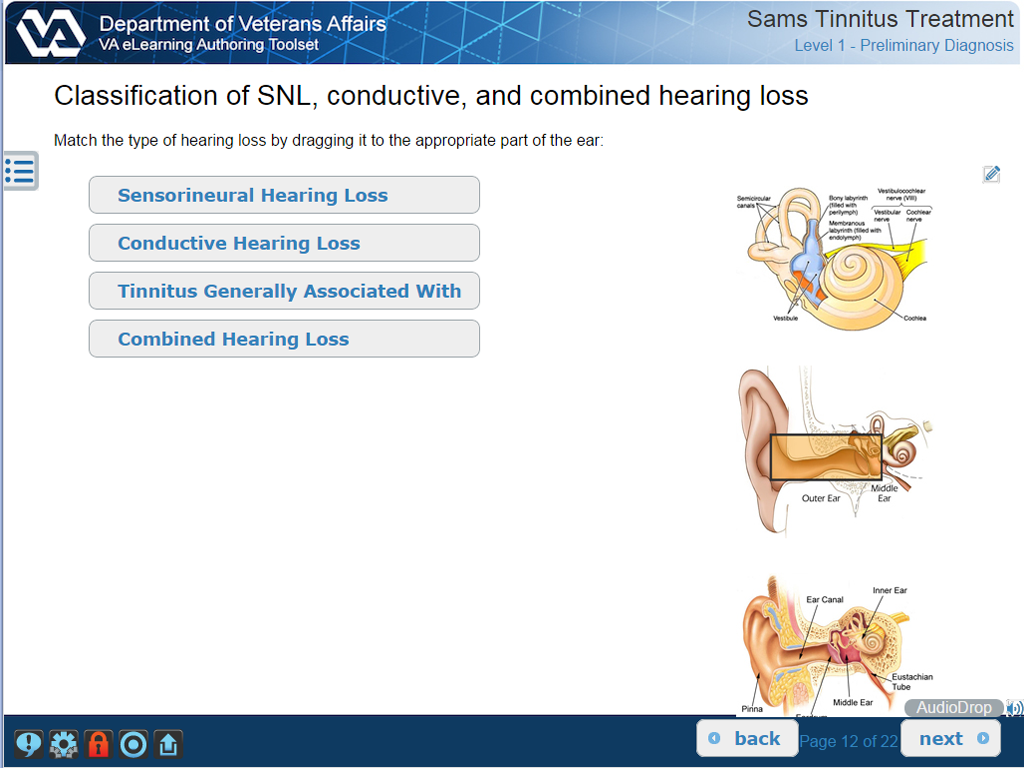 Department of Veterans Affairs
VA eLearning Authoring Toolset
Sams Tinnitus Treatment
Level 1 - Preliminary Diagnosis
Classification of SNL, conductive, and combined hearing loss
Match the type of hearing loss by dragging it to the appropriate part of the ear:
Sensorineural Hearing Loss
Conductive Hearing Loss
Tinnitus Generally Associated With
Combined Hearing Loss
Semicircular
canals
Bony labyrinth
(filled with
perilymph)
Membranous
labyrinth (filled with
endolymph)
Vestibulocochlear
nerve (VIII)
Vestibular
nerve
Cochlear
nerve
Vestibule
Cochlea
Outer Ear
Middle
Ear
Ear Canal
Inner Ear
Eustachian
Tube
Middle Ear
Pinna
AudioDrop
back
Page 12 of 22
next